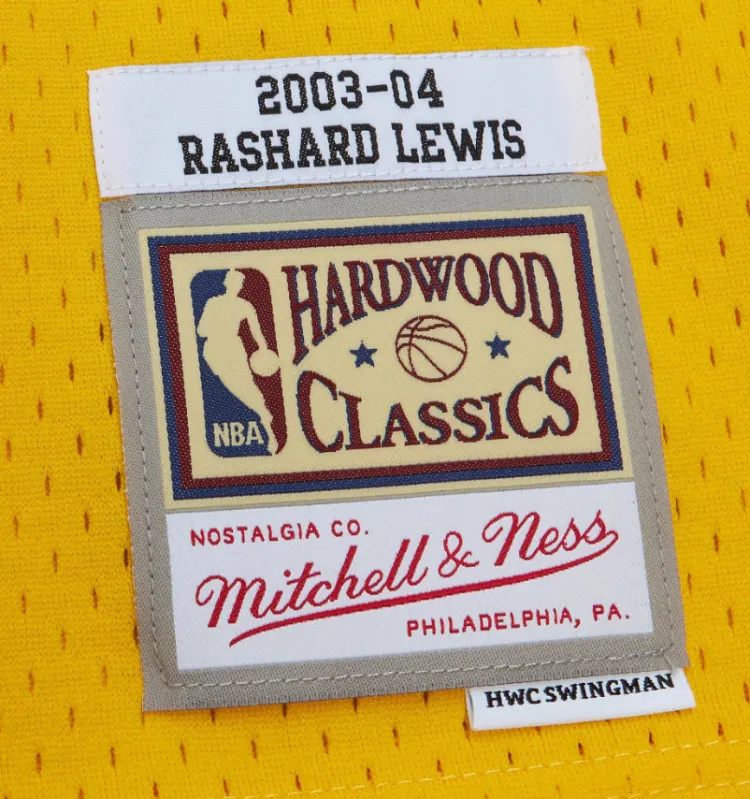 2003-04
RASHARD LEWIS
HARDWOOD
CLASSICS
NBA
NOSTALGIA CO.
Mitchell & Ness
PHILADELPHIA, PA.
HWC SWINGMAN